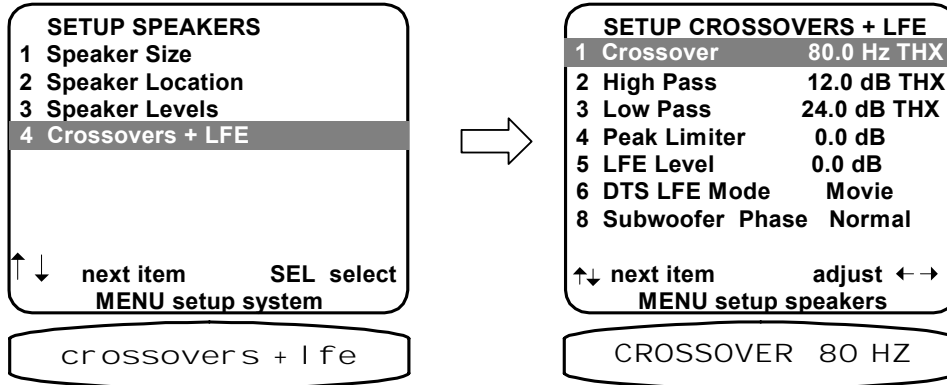 SETUP SPEAKERS
1 Speaker Size
2 Speaker Location
3 Speaker Levels
4 Crossovers + LFE
↑ ↓ next item SEL select
MENU setup system
crossovers + lfe
SETUP CROSSOVERS + LFE
1 Crossover 80.0 Hz THX
2 High Pass 12.0 dB THX
3 Low Pass 24.0 dB THX
4 Peak Limiter 0.0 dB
5 LFE Level 0.0 dB
6 DTS LFE Mode Movie
8 Subwoofer Phase Normal
↑↓ next item adjust ←→
MENU setup speakers
CROSSOVER 80 HZ